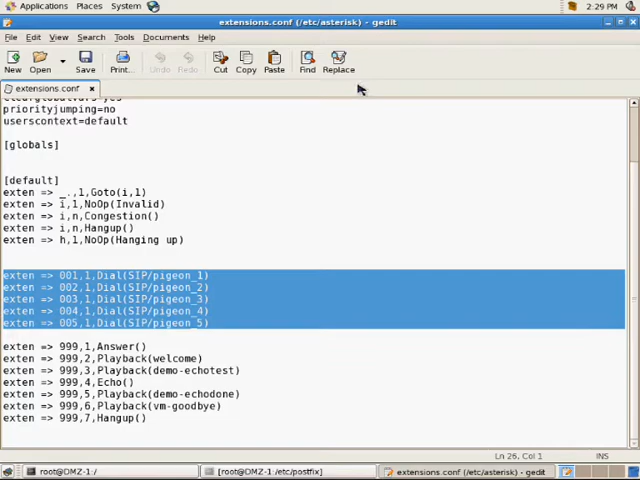 Applications Places System 2:29 PM
extensions.conf (/etc/asterisk) - gedit
File Edit View Search Tools Documents Help
New Open Save Print... Undo Redo Cut Copy Paste Find Replace
extensions.conf
priorityjumping=no
userscontext=default
[globals]
[default]
exten => _.,1,Goto(i,1)
exten => i,1,NoOp(Invalid)
exten => i,n,Congestion()
exten => i,n,Hangup()
exten => h,1,NoOp(Hanging up)
exten => 001,1,Dial(SIP/pigeon_1)
exten => 002,1,Dial(SIP/pigeon_2)
exten => 003,1,Dial(SIP/pigeon_3)
exten => 004,1,Dial(SIP/pigeon_4)
exten => 005,1,Dial(SIP/pigeon_5)
exten => 999,1,Answer()
exten => 999,2,Playback(welcome)
exten => 999,3,Playback(demo-echotest)
exten => 999,4,Echo()
exten => 999,5,Playback(demo-echodone)
exten => 999,6,Playback(vm-goodbye)
exten => 999,7,Hangup()
Ln 26, Col 1 INS
root@DMZ-1:/ [root@DMZ-1:/etc/postfix] extensions.conf (/etc/asterisk) - gedit